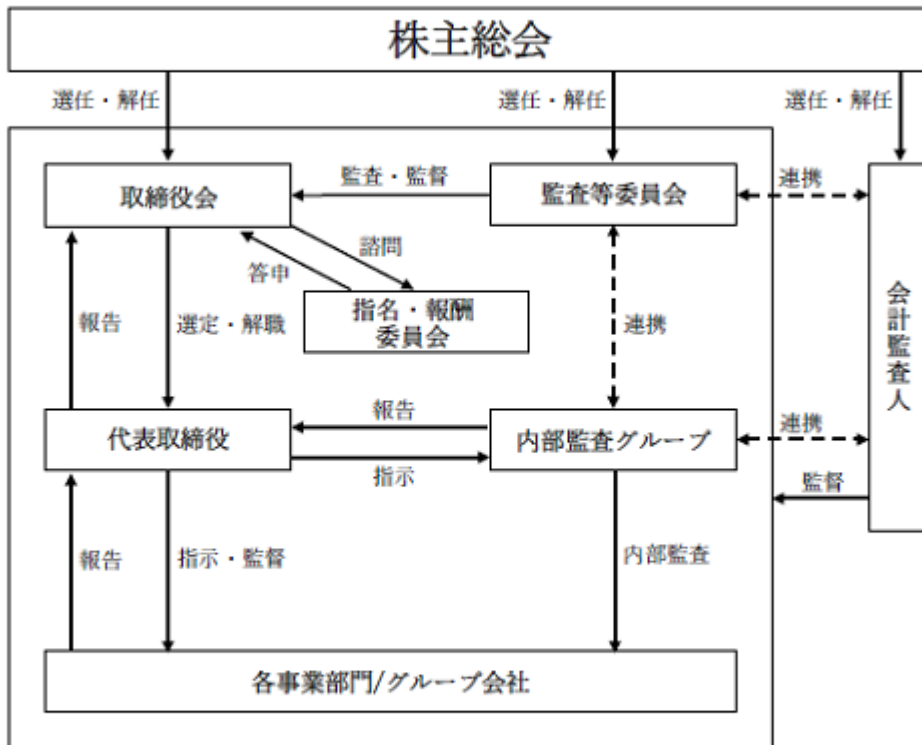 株主総会
選任・解任
選任・解任
選任・解任
取締役会
監査・監督
監査等委員会
連携
諮問
答申
指名・報酬
委員会
会計監査人
報告
選定・解職
連携
代表取締役
報告
指示
内部監査グループ
連携
監督
報告
指示・監督
内部監査
各事業部門/グループ会社